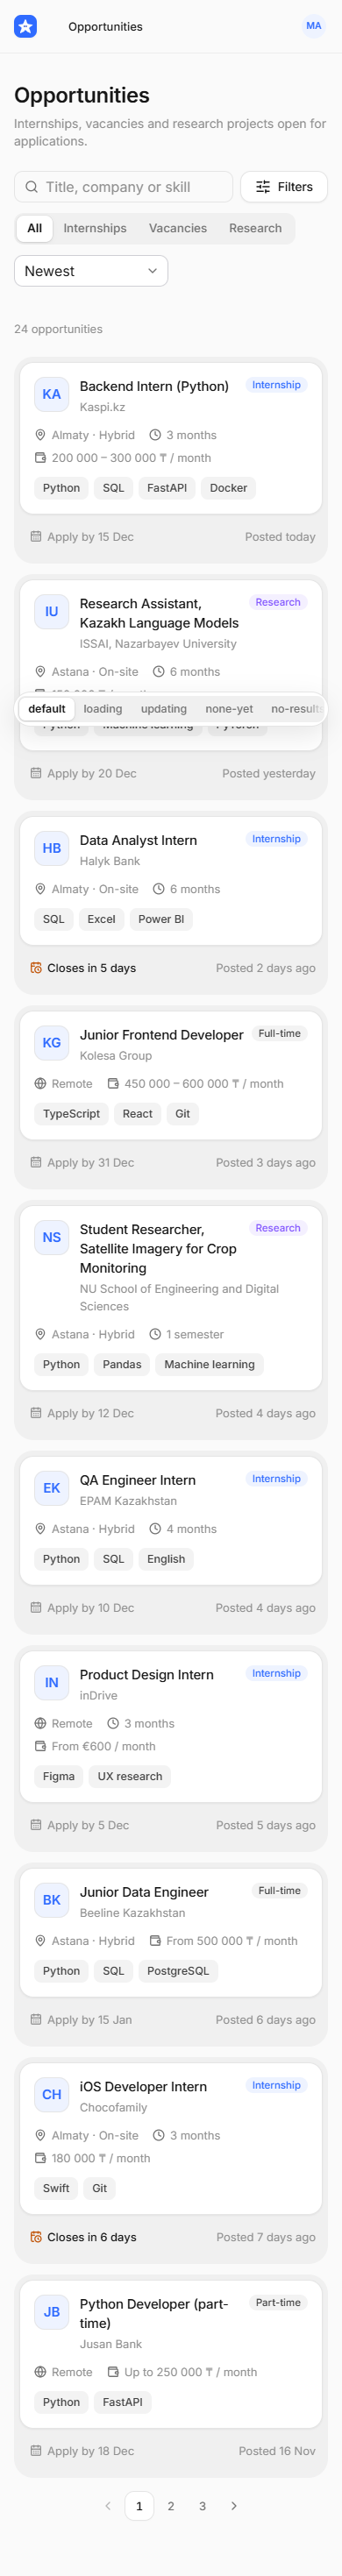 Opportunities
MA
Opportunities
Internships, vacancies and research projects open for
applications.
Title, company or skill
Filters
All Internships Vacancies Research
Newest
24 opportunities
KA
Backend Intern (Python)
Internship
Kaspi.kz
Almaty · Hybrid 3 months
200 000 – 300 000 ₸ / month
Python SQL FastAPI Docker
Apply by 15 Dec Posted today
IU
Research Assistant,
Research
Kazakh Language Models
ISSAI, Nazarbayev University
Astana · On-site 6 months
default loading updating none-yet no-results
Apply by 20 Dec Posted yesterday
HB
Data Analyst Intern
Internship
Halyk Bank
Almaty · On-site 6 months
SQL Excel Power BI
Closes in 5 days Posted 2 days ago
KG
Junior Frontend Developer
Full-time
Kolesa Group
Remote 450 000 – 600 000 ₸ / month
TypeScript React Git
Apply by 31 Dec Posted 3 days ago
NS
Student Researcher,
Research
Satellite Imagery for Crop
Monitoring
NU School of Engineering and Digital
Sciences
Astana · Hybrid 1 semester
Python Pandas Machine learning
Apply by 12 Dec Posted 4 days ago
EK
QA Engineer Intern
Internship
EPAM Kazakhstan
Astana · Hybrid 4 months
Python SQL English
Apply by 10 Dec Posted 4 days ago
IN
Product Design Intern
Internship
inDrive
Remote 3 months
From €600 / month
Figma UX research
Apply by 5 Dec Posted 5 days ago
BK
Junior Data Engineer
Full-time
Beeline Kazakhstan
Astana · Hybrid From 500 000 ₸ / month
Python SQL PostgreSQL
Apply by 15 Jan Posted 6 days ago
CH
iOS Developer Intern
Internship
Chocofamily
Almaty · On-site 3 months
180 000 ₸ / month
Swift Git
Closes in 6 days Posted 7 days ago
JB
Python Developer (part-
Part-time
time)
Jusan Bank
Remote Up to 250 000 ₸ / month
Python FastAPI
Apply by 18 Dec Posted 16 Nov
1 2 3